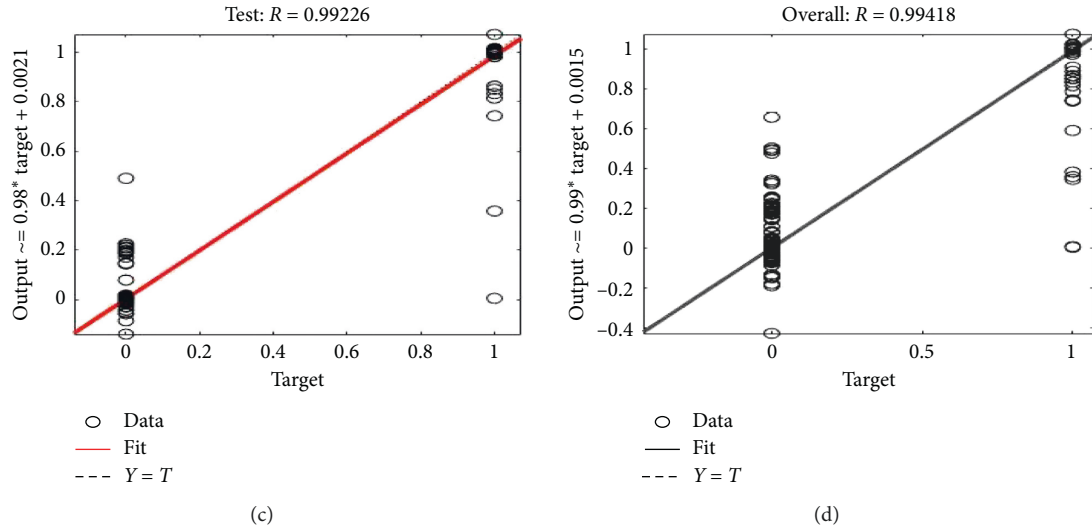 Test: R = 0.99226
Output ~= 0.98* target + 0.0021
1
0.8
0.6
0.4
0.2
0
0
0.2
0.4
0.6
0.8
1
Target
Data
Fit
Y = T
(c)
Overall: R = 0.99418
Output ~= 0.99* target + 0.0015
1
0.8
0.6
0.4
0.2
0
−0.2
−0.4
0
0.5
1
Target
Data
Fit
Y = T
(d)